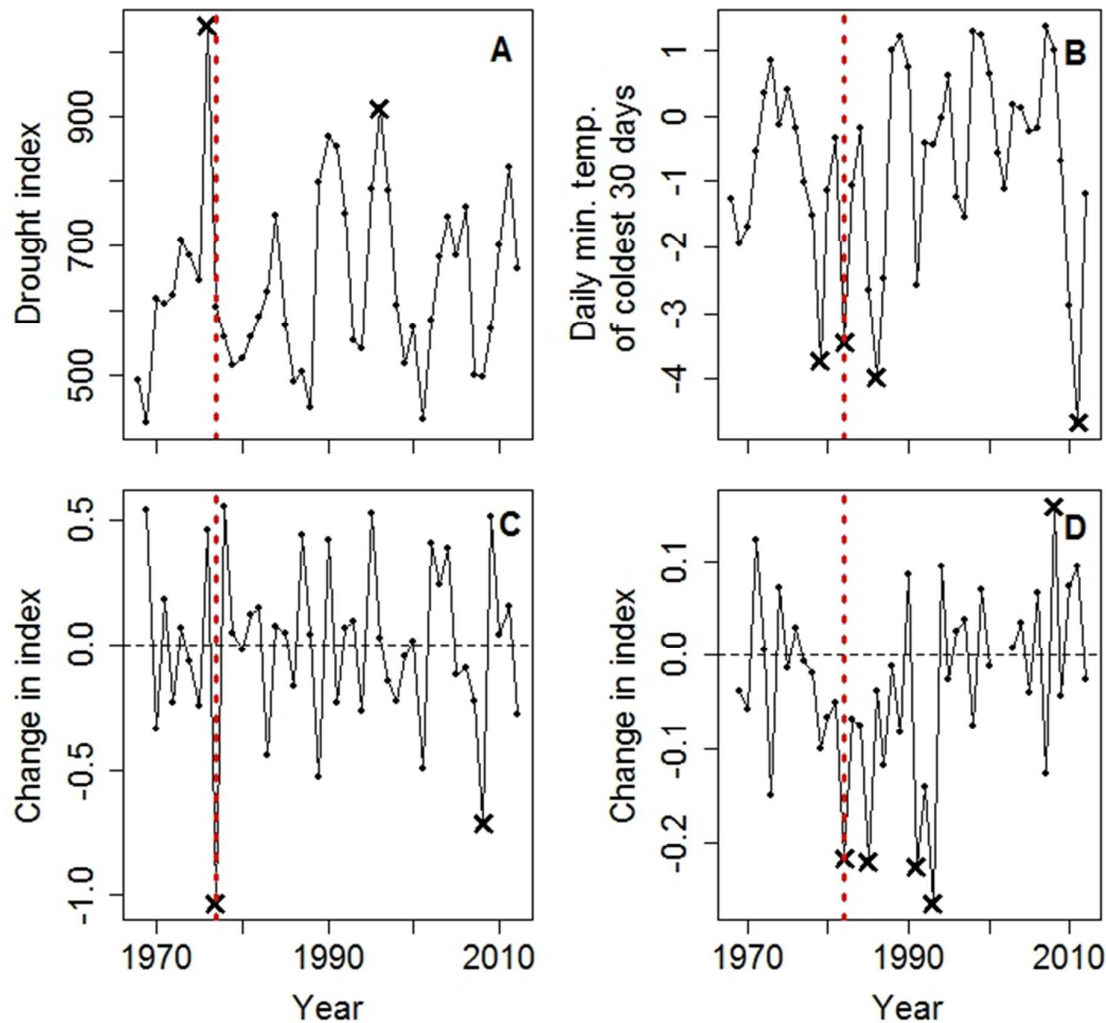 A
Drought index
500
700
900
B
Daily min. temp.
of coldest 30 days
1
0
-1
-2
-3
-4
C
Change in index
0.5
0.0
-0.5
-1.0
1970
1990
2010
Year
D
Change in index
0.1
0.0
-0.1
-0.2
1970
1990
2010
Year